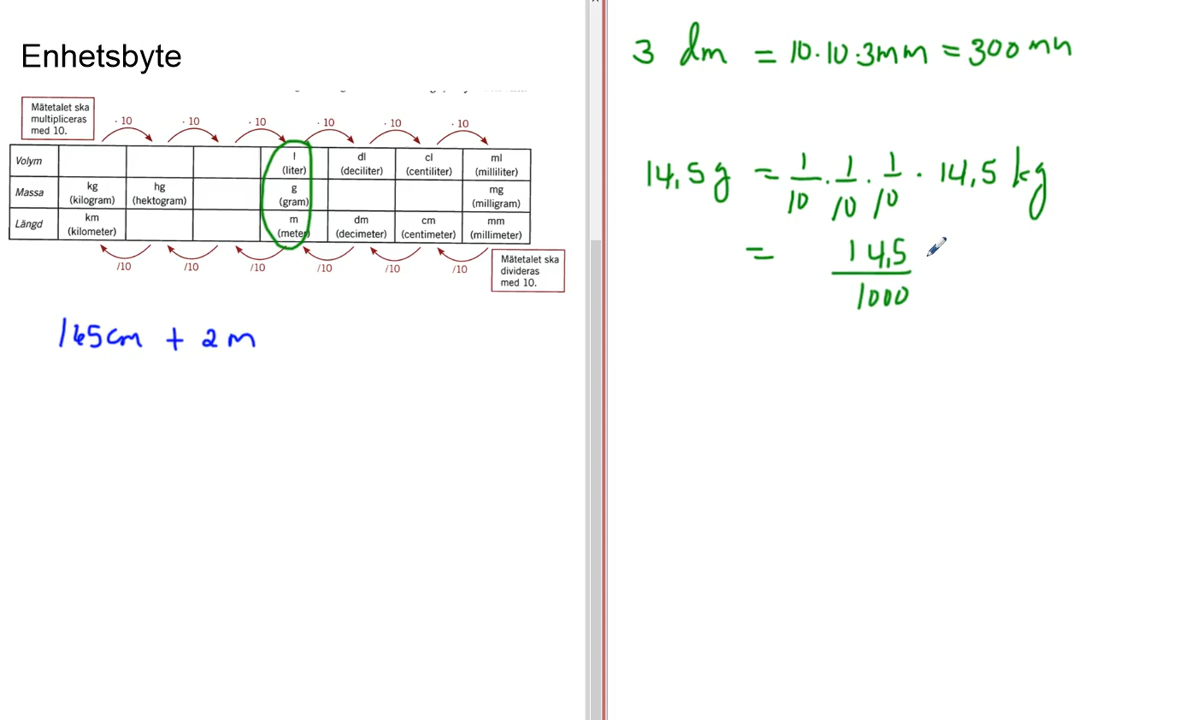 Enhetsbyte
Mätetalet ska
multipliceras
med 10.
· 10 · 10 · 10 · 10 · 10 · 10
Volym l dl cl ml
(liter) (deciliter) (centiliter) (milliliter)
Massa kg hg g mg
(kilogram) (hektogram) (gram) (milligram)
Längd km m dm cm mm
(kilometer) (meter) (decimeter) (centimeter) (millimeter)
/10 /10 /10 /10 /10 /10
Mätetalet ska
divideras
med 10.
165cm + 2m
3 dm = 10·10·3mm = 300 mm
14,5g = 1/10 · 1/10 · 1/10 · 14,5 kg
= 14,5/1000